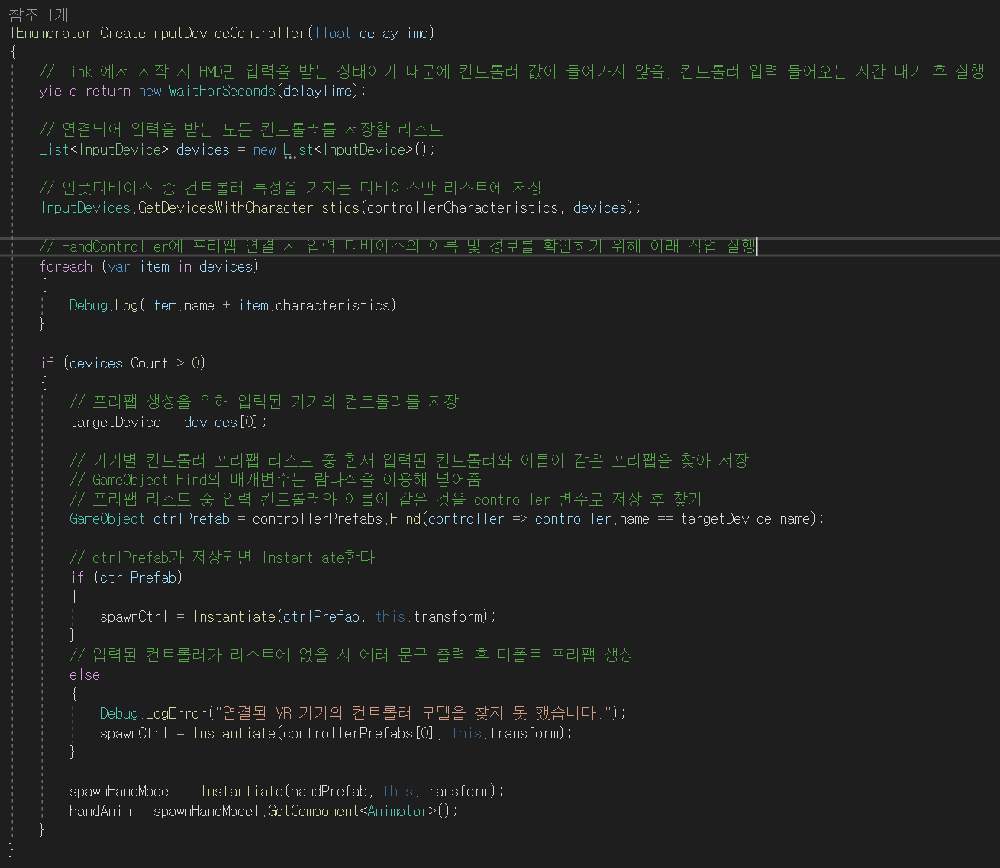 참조 1개
IEnumerator CreateInputDeviceController(float delayTime)
{
// link 에서 시작 시 HMD만 입력을 받는 상태이기 때문에 컨트롤러 값이 들어가지 않음, 컨트롤러 입력 들어오는 시간 대기 후 실행
yield return new WaitForSeconds(delayTime);
// 연결되어 입력을 받는 모든 컨트롤러를 저장할 리스트
List<InputDevice> devices = new List<InputDevice>();
// 인풋디바이스 중 컨트롤러 특성을 가지는 디바이스만 리스트에 저장
InputDevices.GetDevicesWithCharacteristics(controllerCharacteristics, devices);
// HandController에 프리팹 연결 시 입력 디바이스의 이름 및 정보를 확인하기 위해 아래 작업 실행
foreach (var item in devices)
{
Debug.Log(item.name + item.characteristics);
}
if (devices.Count > 0)
{
// 프리팹 생성을 위해 입력된 기기의 컨트롤러를 저장
targetDevice = devices[0];
// 기기별 컨트롤러 프리팹 리스트 중 현재 입력된 컨트롤러와 이름이 같은 프리팹을 찾아 저장
// GameObject.Find의 매개변수는 람다식을 이용해 넣어줌
// 프리팹 리스트 중 입력 컨트롤러와 이름이 같은 것을 controller 변수로 저장 후 찾기
GameObject ctrlPrefab = controllerPrefabs.Find(controller => controller.name == targetDevice.name);
// ctrlPrefab가 저장되면 Instantiate한다
if (ctrlPrefab)
{
spawnCtrl = Instantiate(ctrlPrefab, this.transform);
}
// 입력된 컨트롤러가 리스트에 없을 시 에러 문구 출력 후 디폴트 프리팹 생성
else
{
Debug.LogError("연결된 VR 기기의 컨트롤러 모델을 찾지 못 했습니다.");
spawnCtrl = Instantiate(controllerPrefabs[0], this.transform);
}
spawnHandModel = Instantiate(handPrefab, this.transform);
handAnim = spawnHandModel.GetComponent<Animator>();
}
}